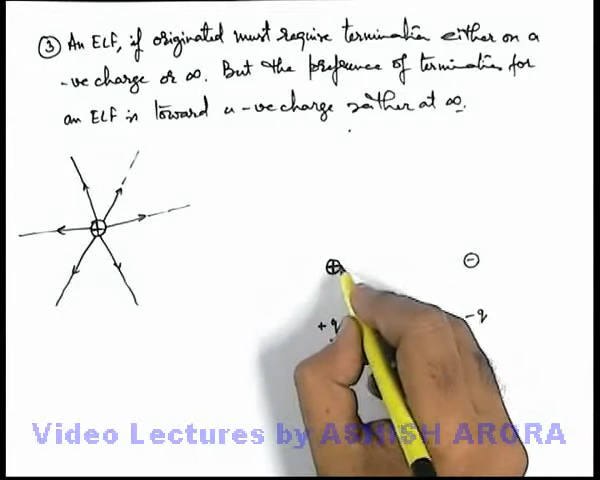 ③ An ELF, if originated must require termination either on a
-ve charge or ∞. But the prefrence of termination for
an ELF is toward a -ve charge rather at ∞.
⊕
⊕ ⊖
+q -q
Video Lectures by ASHISH ARORA